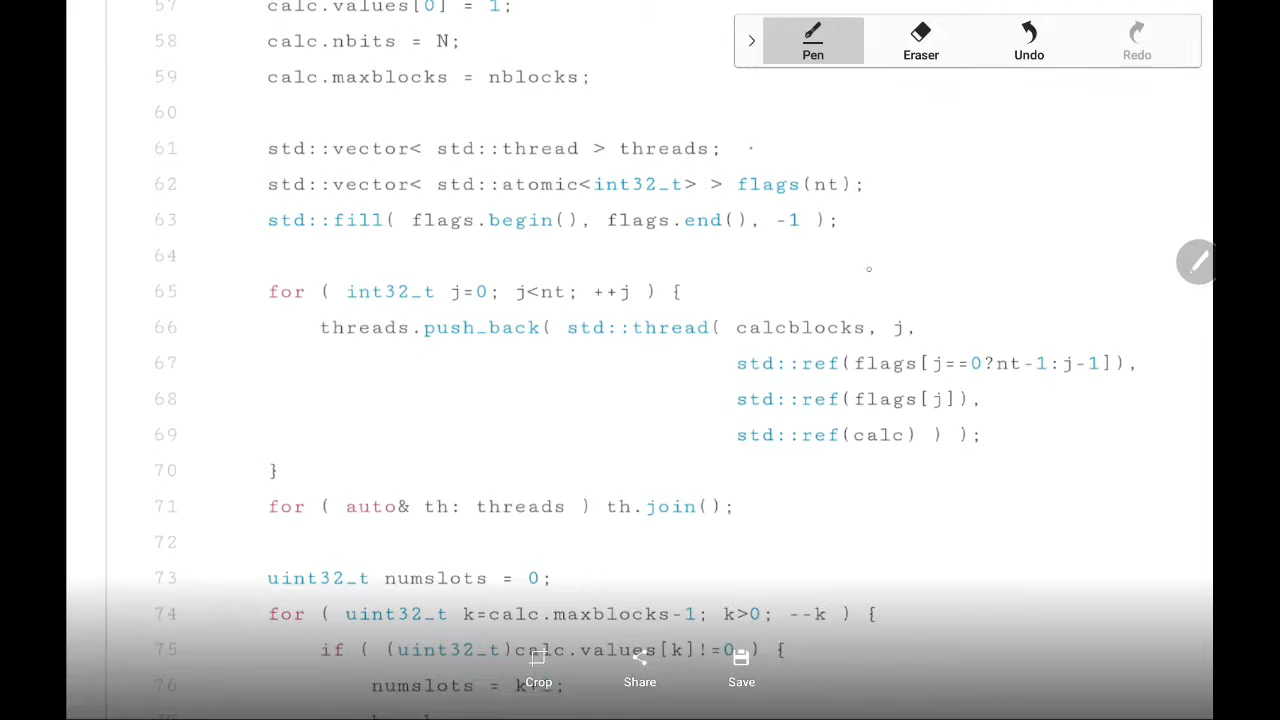 57 calc.values[0] = 1;
58 calc.nbits = N;
59 calc.maxblocks = nblocks;
60
61 std::vector< std::thread > threads;
62 std::vector< std::atomic<int32_t> > flags(nt);
63 std::fill( flags.begin(), flags.end(), -1 );
64
65 for ( int32_t j=0; j<nt; ++j ) {
66 threads.push_back( std::thread( calcblocks, j,
67 std::ref(flags[j==0?nt-1:j-1]),
68 std::ref(flags[j]),
69 std::ref(calc) ) );
70 }
71 for ( auto& th: threads ) th.join();
72
73 uint32_t numslots = 0;
74 for ( uint32_t k=calc.maxblocks-1; k>0; --k ) {
75 if ( (uint32_t)calc.values[k]!=0 ) {
76 numslots =
Pen Eraser Undo Redo
Crop Share Save